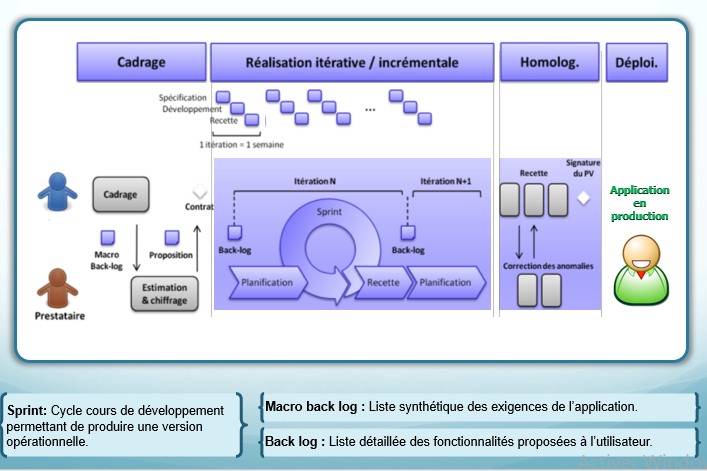 Cadrage
Réalisation itérative / incrémentale
Homolog.
Déploi.
Spécification
Développement
Recette
...
1 itération = 1 semaine
Cadrage
Contrat
Macro
Back-log
Proposition
Estimation
& chiffrage
Prestataire
Itération N
Itération N+1
Sprint
Back-log
Back-log
Planification
Recette
Planification
Recette
Signature
du PV
Correction des anomalies
Application
en
production
Sprint: Cycle cours de développement
permettant de produire une version
opérationnelle.
Macro back log : Liste synthétique des exigences de l'application.
Back log : Liste détaillée des fonctionnalités proposées à l'utilisateur.